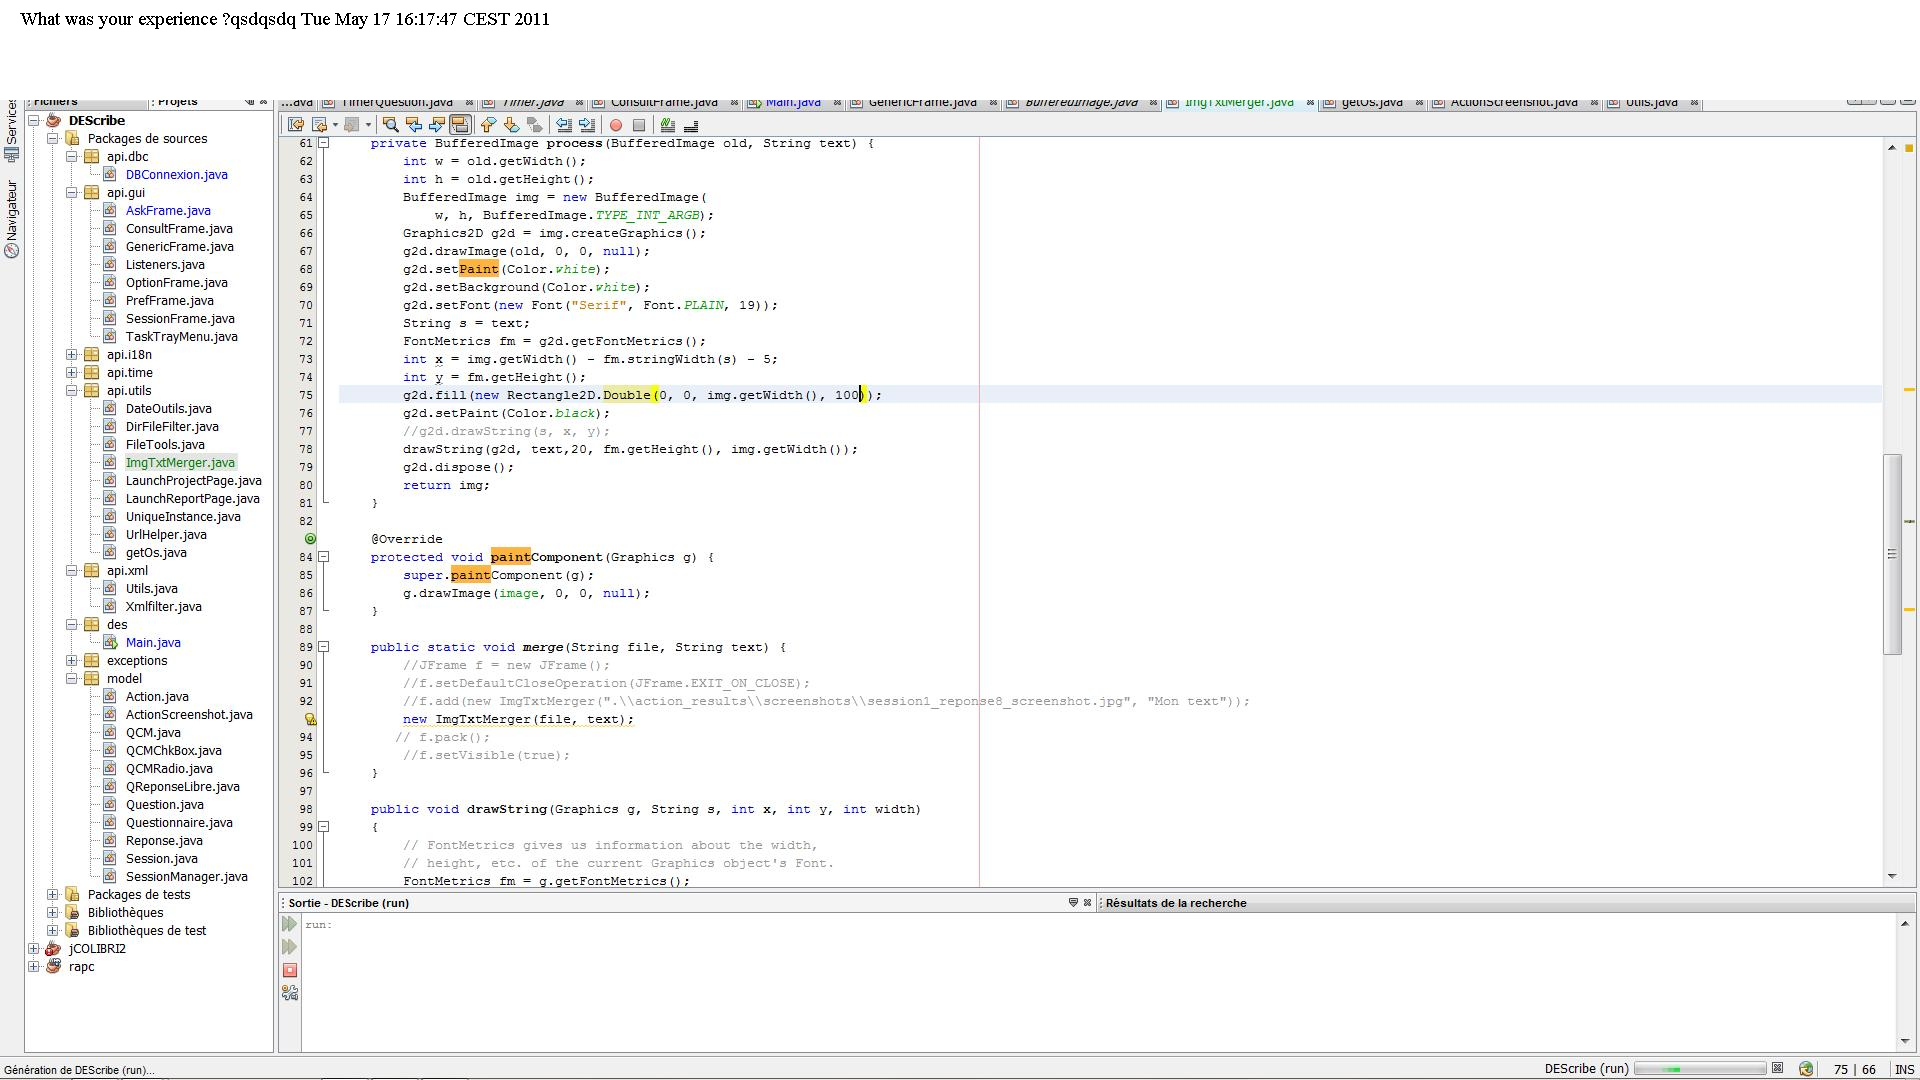 What was your experience ?qsdqsdq Tue May 17 16:17:47 CEST 2011
Services
Navigateur
Fichiers : Projets
DEScribe
Packages de sources
api.dbc
DBConnexion.java
api.gui
AskFrame.java
ConsultFrame.java
GenericFrame.java
Listeners.java
OptionFrame.java
PrefFrame.java
SessionFrame.java
TaskTrayMenu.java
api.i18n
api.time
api.utils
DateOutils.java
DirFileFilter.java
FileTools.java
ImgTxtMerger.java
LaunchProjectPage.java
LaunchReportPage.java
UniqueInstance.java
UrlHelper.java
getOs.java
api.xml
Utils.java
Xmlfilter.java
des
Main.java
exceptions
model
Action.java
ActionScreenshot.java
QCM.java
QCMChkBox.java
QCMRadio.java
QReponseLibre.java
Question.java
Questionnaire.java
Reponse.java
Session.java
SessionManager.java
Packages de tests
Bibliothèques
Bibliothèques de test
jCOLIBRI2
rapc
...ava TimerQuestion.java Timer.java ConsultFrame.java Main.java GenericFrame.java BufferedImage.java ImgTxtMerger.java getOs.java ActionScreenshot.java Utils.java
61 private BufferedImage process(BufferedImage old, String text) {
62 int w = old.getWidth();
63 int h = old.getHeight();
64 BufferedImage img = new BufferedImage(
65 w, h, BufferedImage.TYPE_INT_ARGB);
66 Graphics2D g2d = img.createGraphics();
67 g2d.drawImage(old, 0, 0, null);
68 g2d.setPaint(Color.white);
69 g2d.setBackground(Color.white);
70 g2d.setFont(new Font("Serif", Font.PLAIN, 19));
71 String s = text;
72 FontMetrics fm = g2d.getFontMetrics();
73 int x = img.getWidth() - fm.stringWidth(s) - 5;
74 int y = fm.getHeight();
75 g2d.fill(new Rectangle2D.Double(0, 0, img.getWidth(), 100));
76 g2d.setPaint(Color.black);
77 //g2d.drawString(s, x, y);
78 drawString(g2d, text,20, fm.getHeight(), img.getWidth());
79 g2d.dispose();
80 return img;
81 }
82
@Override
84 protected void paintComponent(Graphics g) {
85 super.paintComponent(g);
86 g.drawImage(image, 0, 0, null);
87 }
88
89 public static void merge(String file, String text) {
90 //JFrame f = new JFrame();
91 //f.setDefaultCloseOperation(JFrame.EXIT_ON_CLOSE);
92 //f.add(new ImgTxtMerger(".\\action_results\\screenshots\\session1_reponse8_screenshot.jpg", "Mon text"));
new ImgTxtMerger(file, text);
94 // f.pack();
95 //f.setVisible(true);
96 }
97
98 public void drawString(Graphics g, String s, int x, int y, int width)
99 {
100 // FontMetrics gives us information about the width,
101 // height, etc. of the current Graphics object's Font.
102 FontMetrics fm = g.getFontMetrics();
Sortie - DEScribe (run)
Résultats de la recherche
run:
Génération de DEScribe (run)...
DEScribe (run)
75 | 66 INS